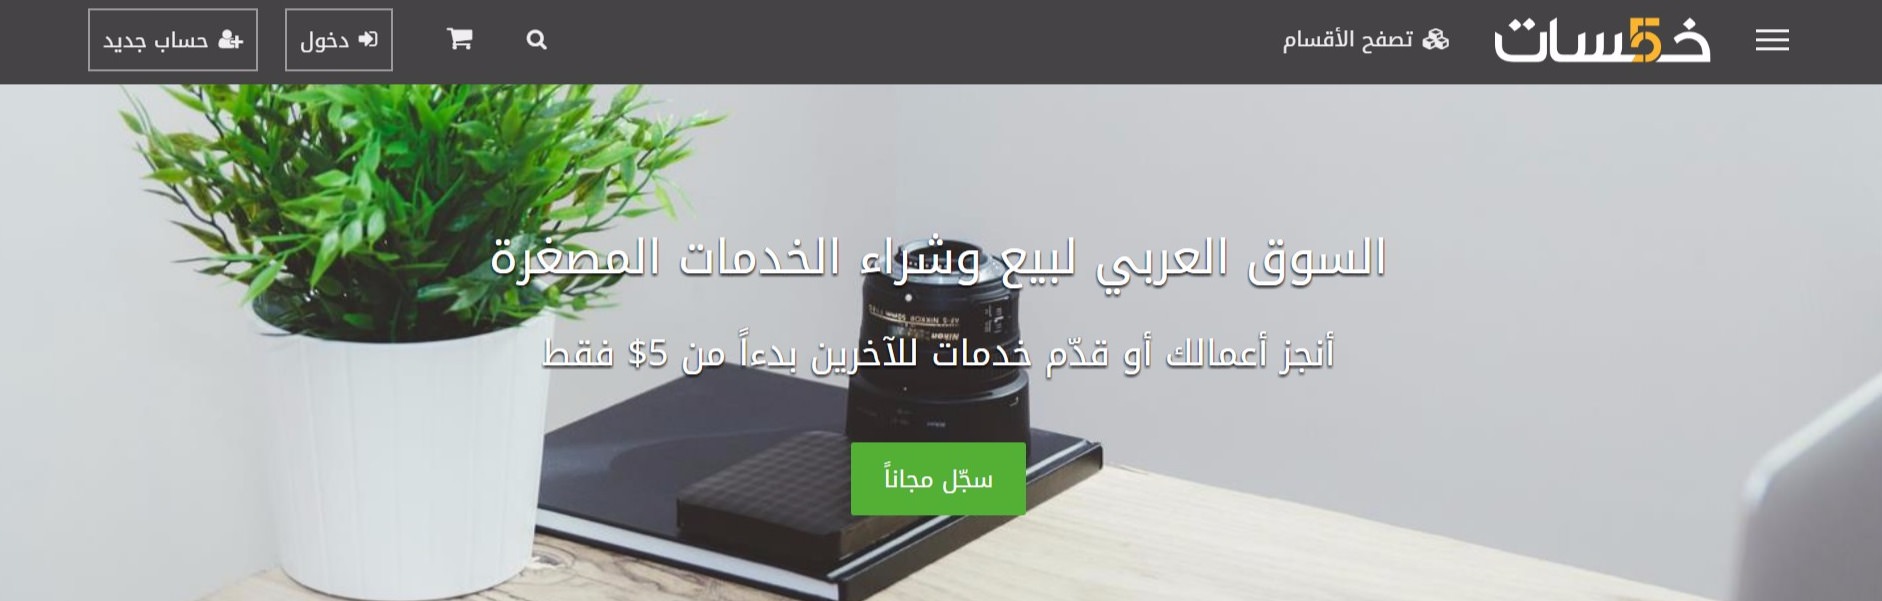 خمسات
تصفح الأقسام
دخول
حساب جديد
السوق العربي لبيع وشراء الخدمات المصغرة
أنجز أعمالك أو قدّم خدمات للآخرين بدءاً من 5$ فقط
سجّل مجاناً